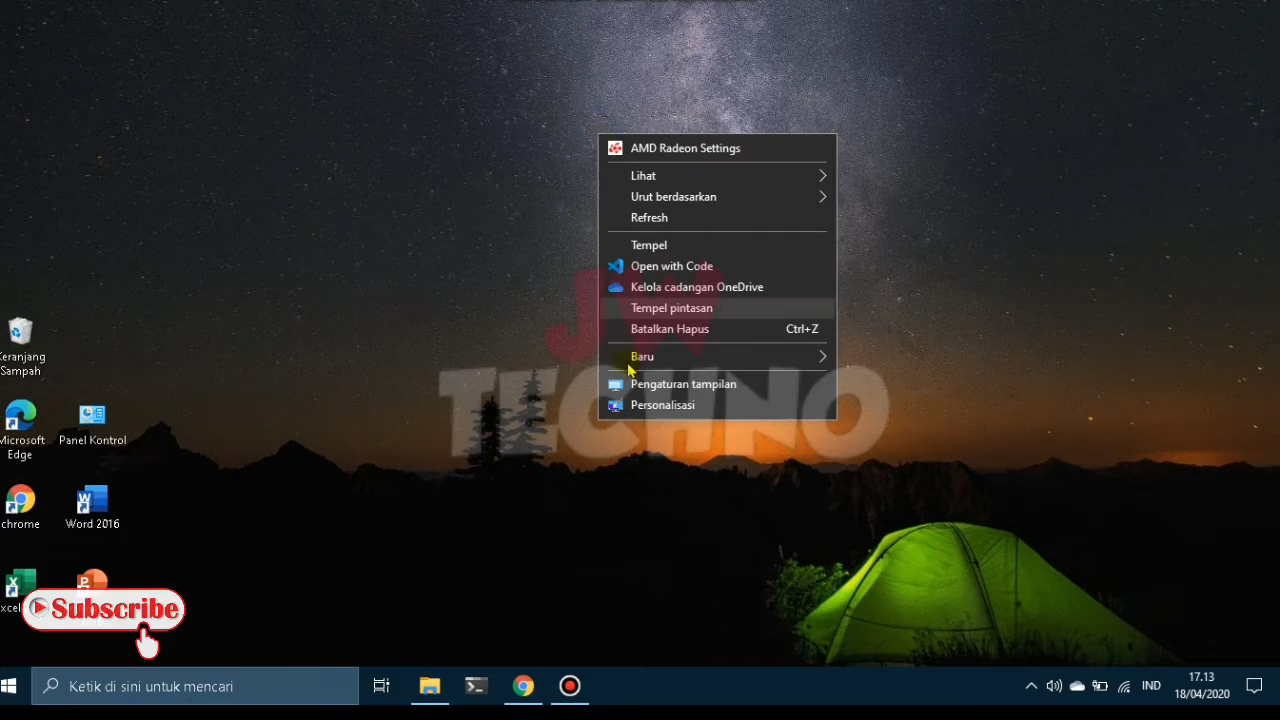 AMD Radeon Settings
Lihat
Urut berdasarkan
Refresh
Tempel
Open with Code
Kelola cadangan OneDrive
Tempel pintasan
Batalkan Hapus Ctrl+Z
Baru
Pengaturan tampilan
Personalisasi
JW
TECHNO
Keranjang
Sampah
Microsoft
Edge
Panel Kontrol
chrome
Word 2016
Subscribe
Ketik di sini untuk mencari
IND
17.13
18/04/2020